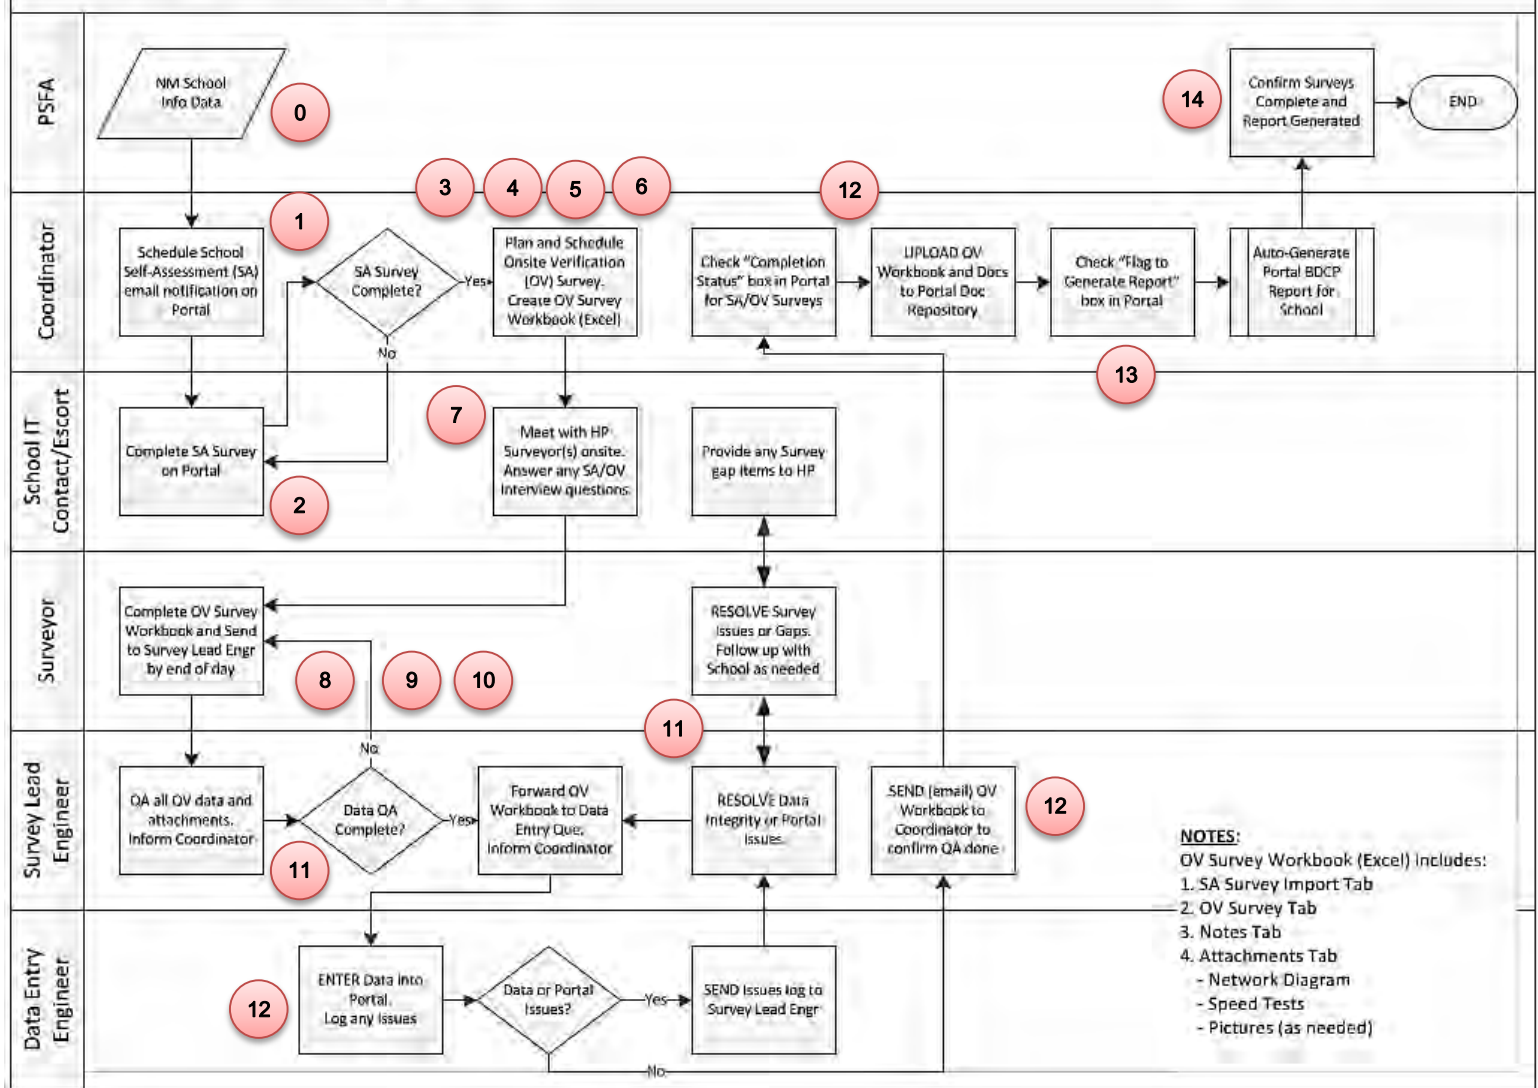 PSFA
NM School
Info Data
0
14
Confirm Surveys
Complete and
Report Generated
END
Coordinator
1
3
4
5
6
12
Schedule School
Self-Assessment (SA)
email notification on
Portal
SA Survey
Complete?
Yes
No
Plan and Schedule
Onsite Verification
(OV) Survey.
Create OV Survey
Workbook (Excel)
Check “Completion
Status” box in Portal
for SA/OV Surveys
UPLOAD OV
Workbook and Docs
to Portal Doc
Repository
Check “Flag to
Generate Report”
box in Portal
Auto-Generate
Portal BDCP
Report for
School
13
School IT
Contact/Escort
Complete SA Survey
on Portal
2
7
Meet with HP
Surveyor(s) onsite.
Answer any SA/OV
Interview questions.
Provide any Survey
gap items to HP
Surveyor
Complete OV Survey
Workbook and Send
to Survey Lead Engr
by end of day
8
9
10
RESOLVE Survey
Issues or Gaps.
Follow up with
School as needed
11
Survey Lead
Engineer
QA all OV data and
attachments.
Inform Coordinator
11
No
Data QA
Complete?
Yes
Forward OV
Workbook to Data
Entry Que.
Inform Coordinator
RESOLVE Data
Integrity or Portal
Issues.
SEND (email) OV
Workbook to
Coordinator to
confirm QA done
12
Data Entry
Engineer
12
ENTER Data into
Portal.
Log any Issues
Data or Portal
Issues?
Yes
No
SEND Issues log to
Survey Lead Engr
NOTES:
OV Survey Workbook (Excel) Includes:
1. SA Survey Import Tab
2. OV Survey Tab
3. Notes Tab
4. Attachments Tab
- Network Diagram
- Speed Tests
- Pictures (as needed)